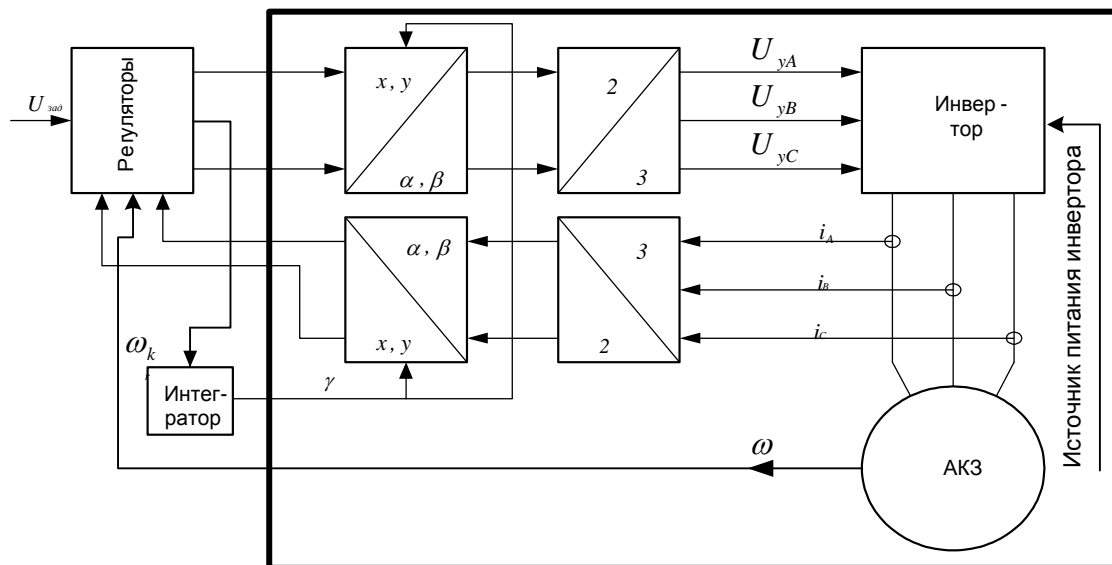 U зад
Регуляторы
x, y
α, β
2
3
U yA
U yB
U yC
Инвер -
тор
α, β
x, y
3
2
i A
i B
i C
ω k
Интег-
ратор
γ
ω
АКЗ
Источник питания инвертора